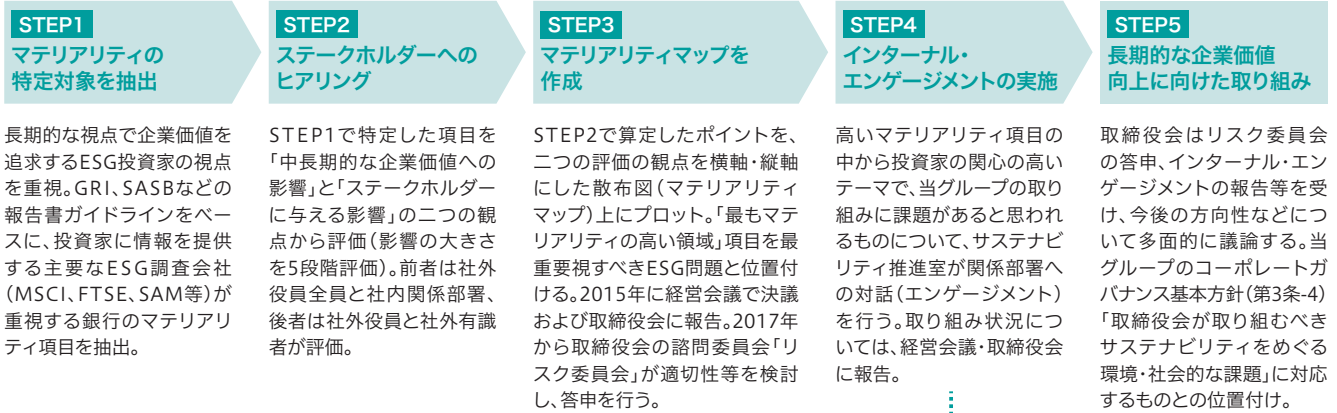 STEP1
マテリアリティの
特定対象を抽出
長期的な視点で企業価値を
追求するESG投資家の視点
を重視。GRI、SASBなどの
報告書ガイドラインをベー
スに、投資家に情報を提供
する主要なESG調査会社
（MSCI、FTSE、SAM等）が
重視する銀行のマテリアリ
ティ項目を抽出。
STEP2
ステークホルダーへの
ヒアリング
STEP1で特定した項目を
「中長期的な企業価値への
影響」と「ステークホルダー
に与える影響」の二つの観
点から評価（影響の大きさ
を5段階評価）。前者は社外
役員全員と社内関係部署、
後者は社外役員と社外有識
者が評価。
STEP3
マテリアリティマップを
作成
STEP2で算定したポイントを、
二つの評価の観点を横軸・縦軸
にした散布図（マテリアリティ
マップ）上にプロット。「最もマテ
リアリティの高い領域」項目を最
重要視すべきESG問題と位置付
ける。2015年に経営会議で決議
および取締役会に報告。2017年
から取締役会の諮問委員会「リ
スク委員会」が適切性等を検討
し、答申を行う。
STEP4
インターナル・
エンゲージメントの実施
高いマテリアリティ項目の
中から投資家の関心の高い
テーマで、当グループの取り
組みに課題があると思われ
るものについて、サステナビ
リティ推進室が関係部署へ
の対話（エンゲージメント）
を行う。取り組み状況につ
いては、経営会議・取締役会
に報告。
STEP5
長期的な企業価値
向上に向けた取り組み
取締役会はリスク委員会
の答申、インターナル・エン
ゲージメントの報告等を受
け、今後の方向性などにつ
いて多面的に議論する。当
グループのコーポレートガ
バナンス基本方針（第3条-4）
「取締役会が取り組むべき
サステナビリティをめぐる
環境・社会的な課題」に対応
するものとの位置付け。